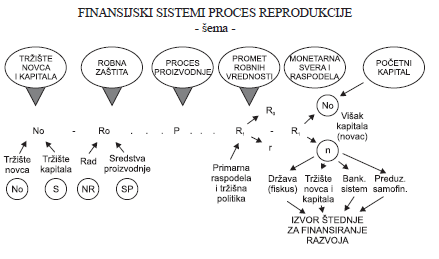 FINANSIJSKI SISTEMI PROCES REPRODUKCIJE
- šema -
TRŽIŠTE
NOVCA
I KAPITALA
ROBNA
ZAŠTITA
PROCES
PROIZVODNJE
PROMET
ROBNIH
VREDNOSTI
MONETARNA
SVERA I
RASPODELA
POČETNI
KAPITAL
No - Ro . . . P . . . R₁ - R₁
R₀
r
No
n
Višak
kapitala
(novac)
Tržište
novca
Tržište
kapitala
Rad
Sredstva
proizvodnje
No
S
NR
SP
Primarna
raspodela
i tržišna
politika
Država
(fiskus)
Tržište
novca i
kapitala
Bank.
sistem
Preduz.
samofin.
IZVOR ŠTEDNJE
ZA FINANSIRANJE
RAZVOJA